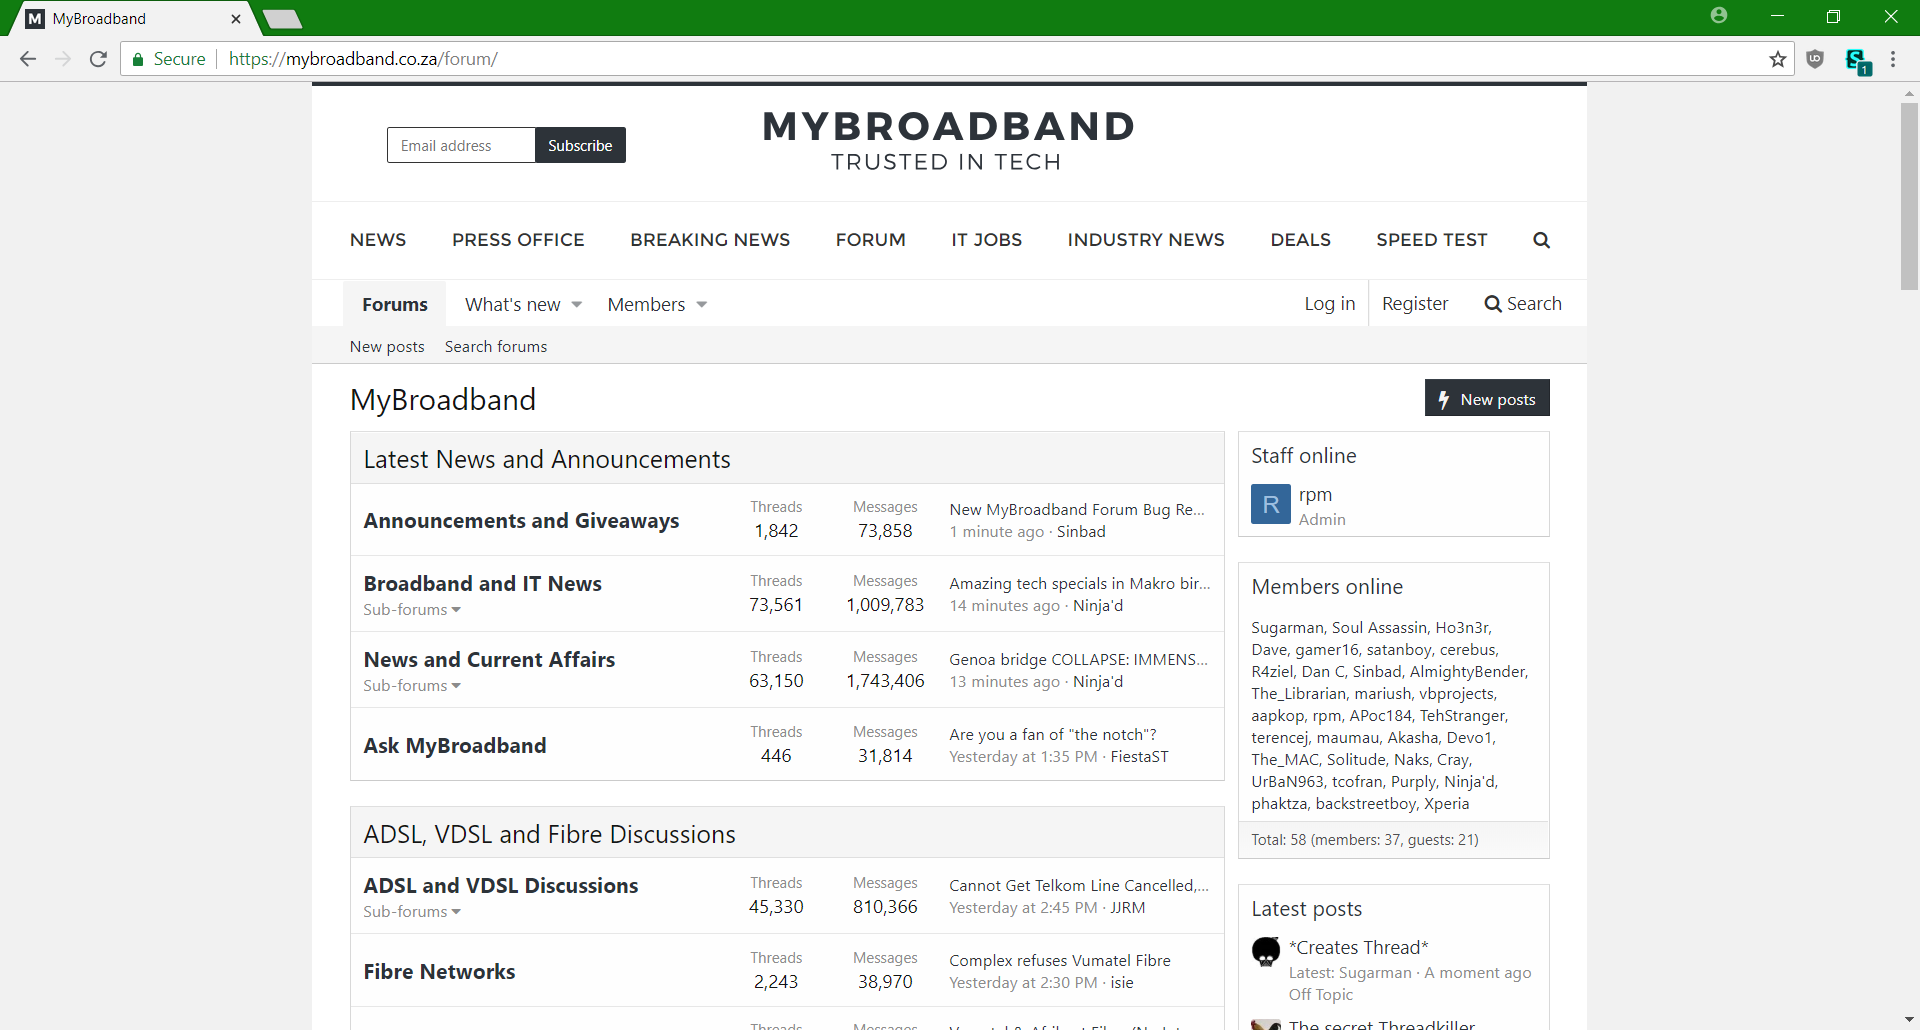 M MyBroadband
Secure https://mybroadband.co.za/forum/
1
Email address Subscribe
MYBROADBAND
TRUSTED IN TECH
NEWS PRESS OFFICE BREAKING NEWS FORUM IT JOBS INDUSTRY NEWS DEALS SPEED TEST
Forums What's new Members Log in Register Search
New posts Search forums
MyBroadband
New posts
Latest News and Announcements
Announcements and Giveaways
Threads
1,842
Messages
73,858
New MyBroadband Forum Bug Re...
1 minute ago · Sinbad
Broadband and IT News
Sub-forums
Threads
73,561
Messages
1,009,783
Amazing tech specials in Makro bir...
14 minutes ago · Ninja'd
News and Current Affairs
Sub-forums
Threads
63,150
Messages
1,743,406
Genoa bridge COLLAPSE: IMMENS...
13 minutes ago · Ninja'd
Ask MyBroadband
Threads
446
Messages
31,814
Are you a fan of "the notch"?
Yesterday at 1:35 PM · FiestaST
ADSL, VDSL and Fibre Discussions
ADSL and VDSL Discussions
Sub-forums
Threads
45,330
Messages
810,366
Cannot Get Telkom Line Cancelled,...
Yesterday at 2:45 PM · JJRM
Fibre Networks
Threads
2,243
Messages
38,970
Complex refuses Vumatel Fibre
Yesterday at 2:30 PM · isie
Threads
Messages
Staff online
R
rpm
Admin
Members online
Sugarman, Soul Assassin, Ho3n3r,
Dave, gamer16, satanboy, cerebus,
R4ziel, Dan C, Sinbad, AlmightyBender,
The_Librarian, mariush, vbprojects,
aapkop, rpm, APoc184, TehStranger,
terencej, maumau, Akasha, Devo1,
The_MAC, Solitude, Naks, Cray,
UrBaN963, tcofran, Purply, Ninja'd,
phaktza, backstreetboy, Xperia
Total: 58 (members: 37, guests: 21)
Latest posts
*Creates Thread*
Latest: Sugarman · A moment ago
Off Topic
The secret Threadkiller